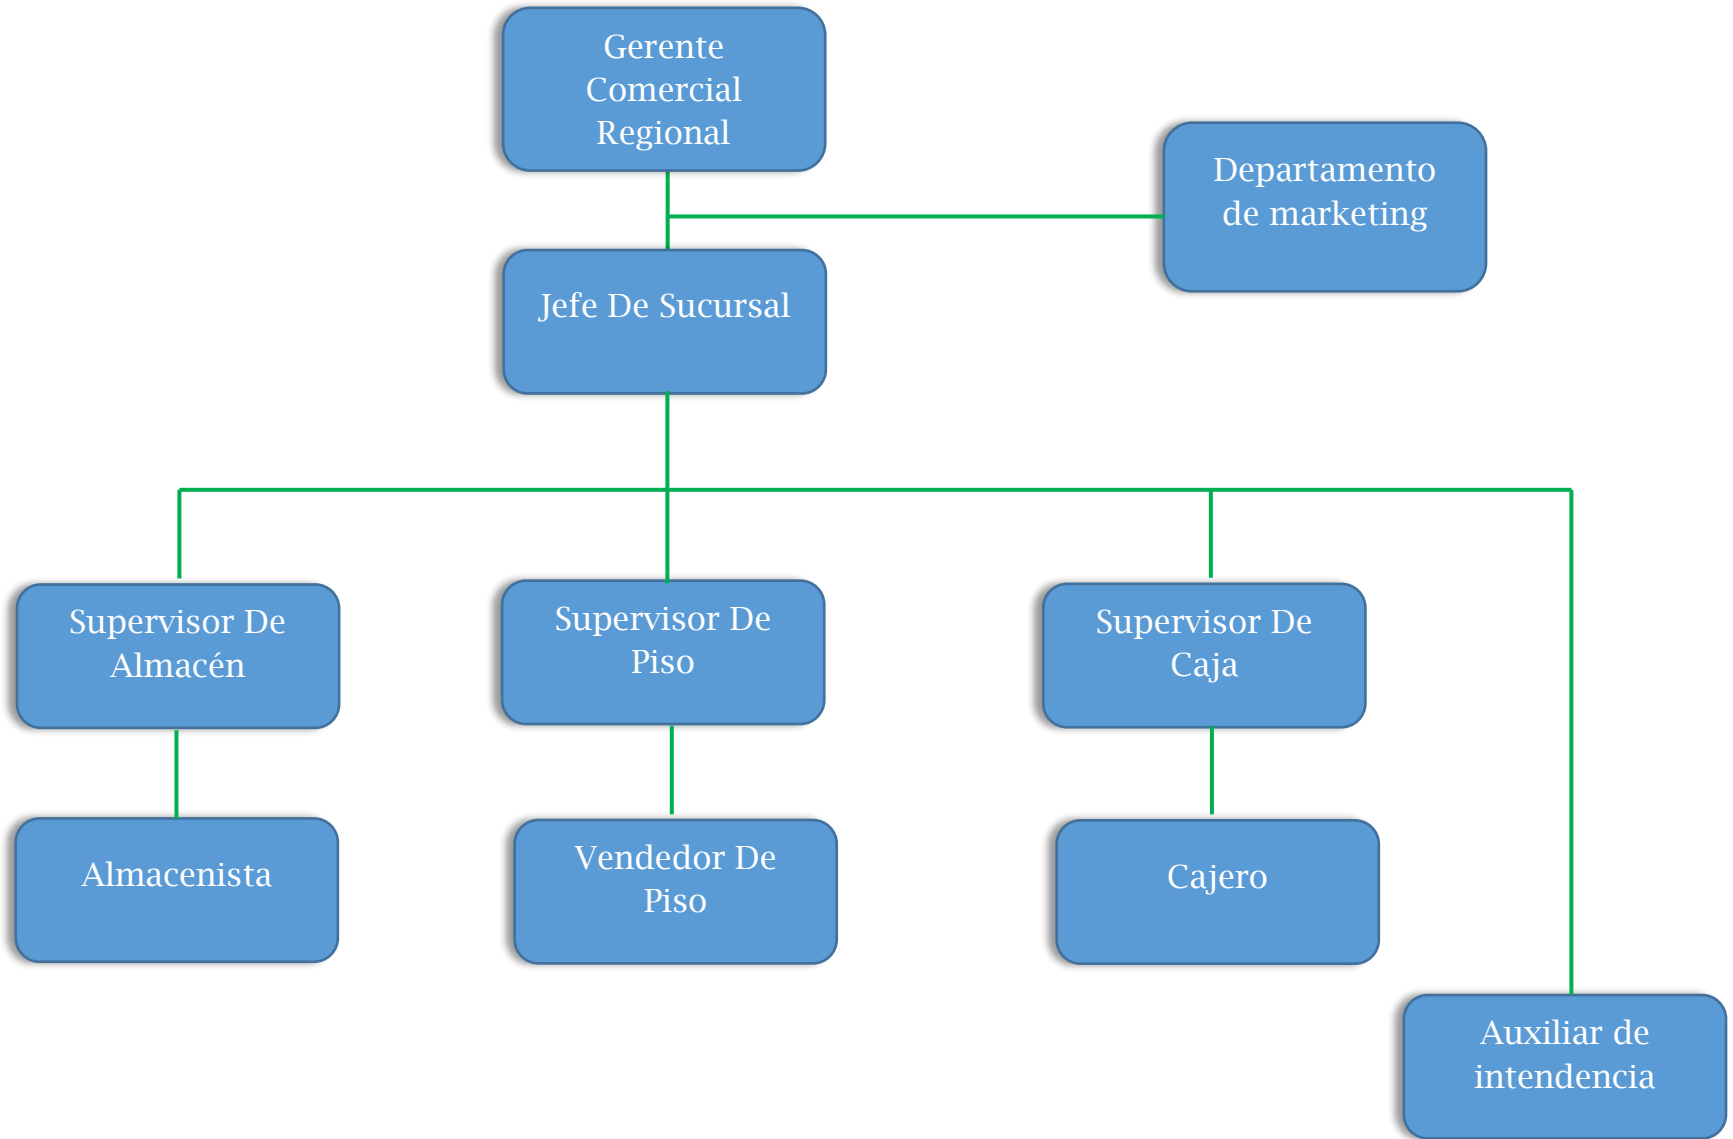 Gerente
Comercial
Regional
Departamento
de marketing
Jefe De Sucursal
Supervisor De
Almacén
Supervisor De
Piso
Supervisor De
Caja
Almacenista
Vendedor De
Piso
Cajero
Auxiliar de
intendencia